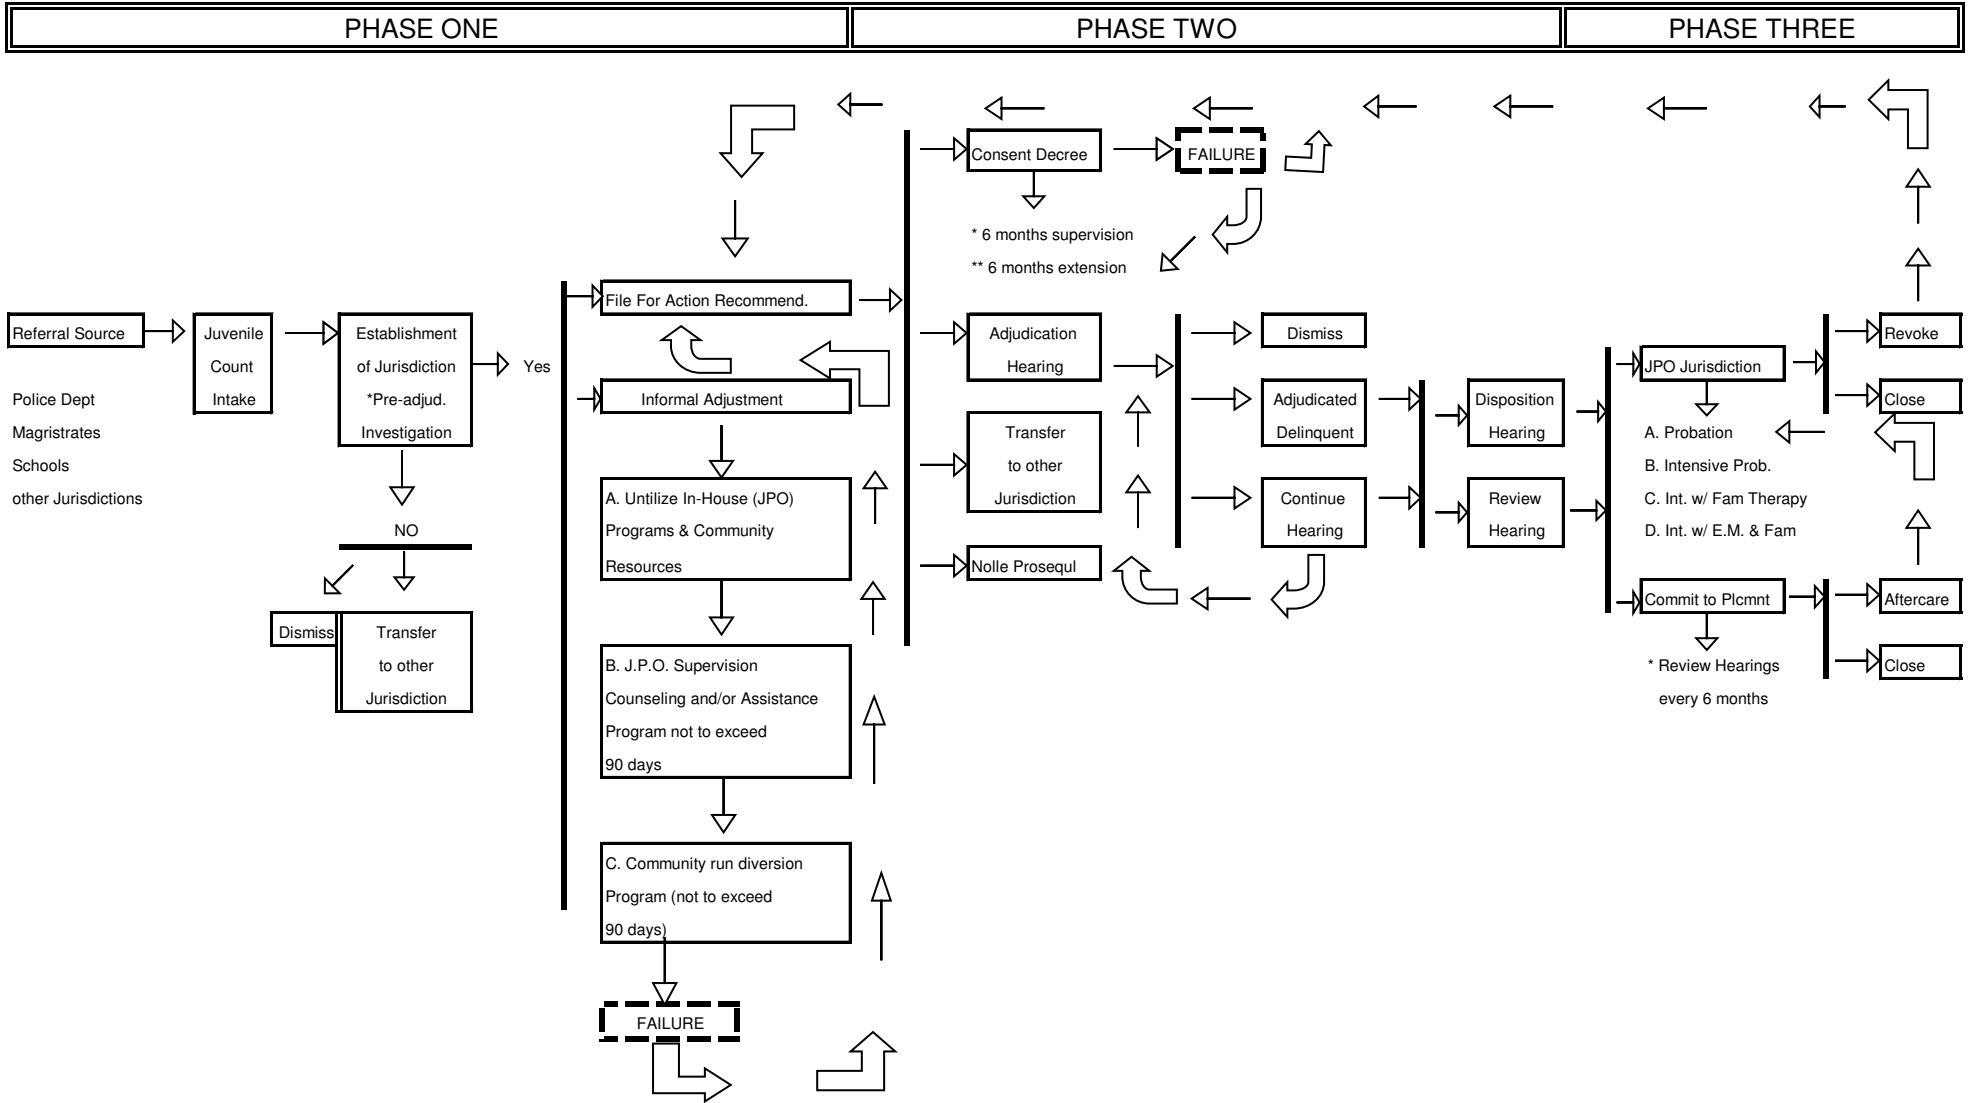 PHASE ONE
PHASE TWO
PHASE THREE
Referral Source
Police Dept
Magristrates
Schools
other Jurisdictions
Juvenile
Count
Intake
Establishment
of Jurisdiction
*Pre-adjud.
Investigation
Yes
NO
Dismiss
Transfer
to other
Jurisdiction
File For Action Recommend.
Informal Adjustment
A. Untilize In-House (JPO)
Programs & Community
Resources
B. J.P.O. Supervision
Counseling and/or Assistance
Program not to exceed
90 days
C. Community run diversion
Program (not to exceed
90 days)
FAILURE
Consent Decree
FAILURE
* 6 months supervision
** 6 months extension
Adjudication
Hearing
Transfer
to other
Jurisdiction
Nolle Prosequl
Dismiss
Adjudicated
Delinquent
Continue
Hearing
Disposition
Hearing
Review
Hearing
JPO Jurisdiction
A. Probation
B. Intensive Prob.
C. Int. w/ Fam Therapy
D. Int. w/ E.M. & Fam
Commit to Plcmnt
* Review Hearings
every 6 months
Revoke
Close
Aftercare
Close